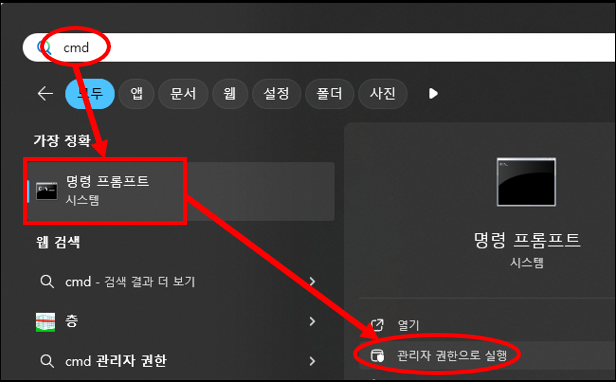 cmd
모두 앱 문서 웹 설정 폴더 사진
가장 정확
명령 프롬프트
시스템
웹 검색
cmd - 검색 결과 더 보기
층
cmd 관리자 권한
명령 프롬프트
시스템
열기
관리자 권한으로 실행